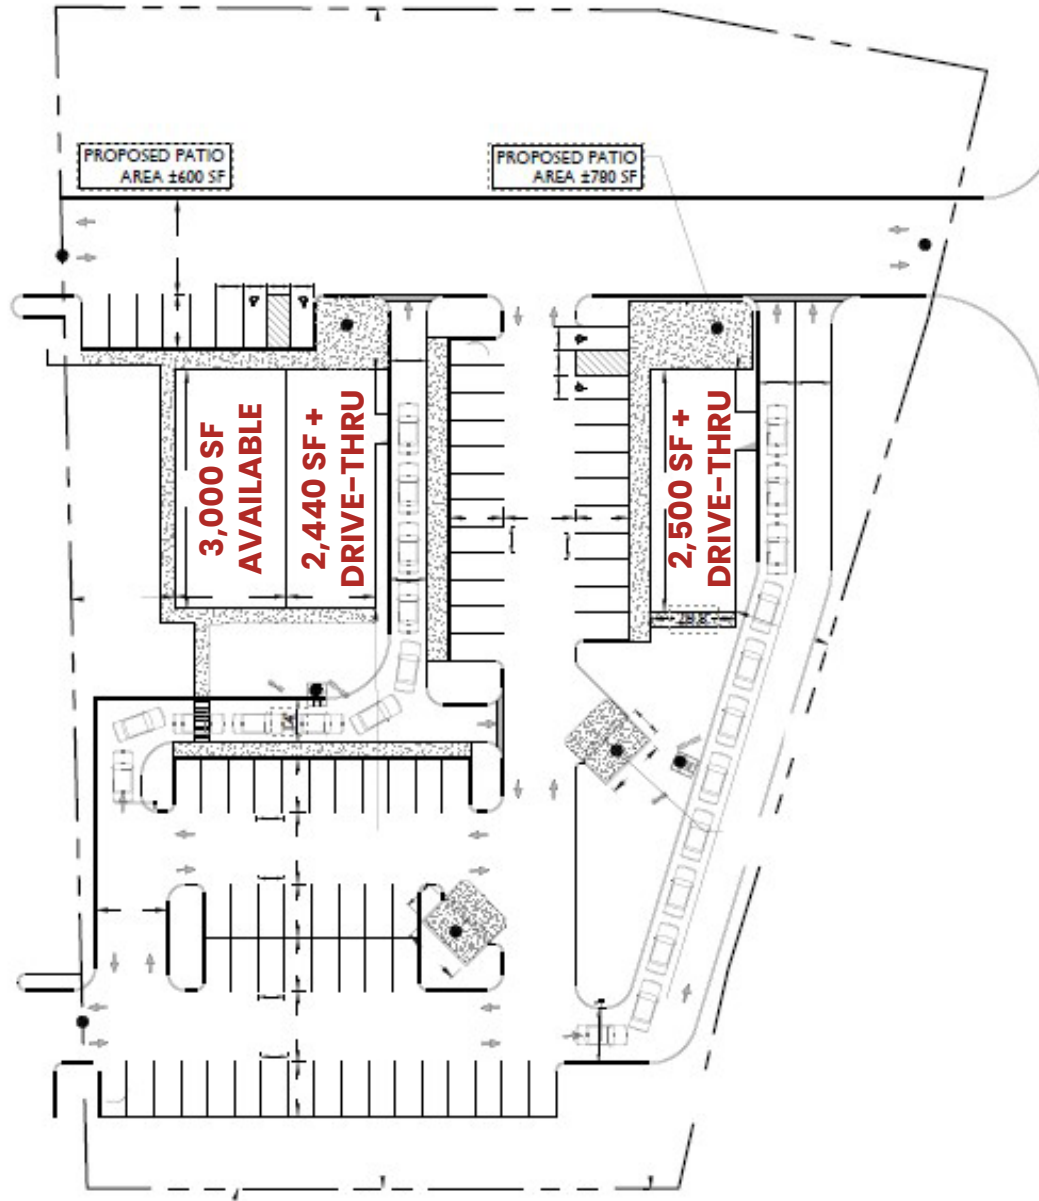 PROPOSED PATIO
AREA ±600 SF
PROPOSED PATIO
AREA ±780 SF
3,000 SF
AVAILABLE
2,440 SF +
DRIVE-THRU
2,500 SF +
DRIVE-THRU